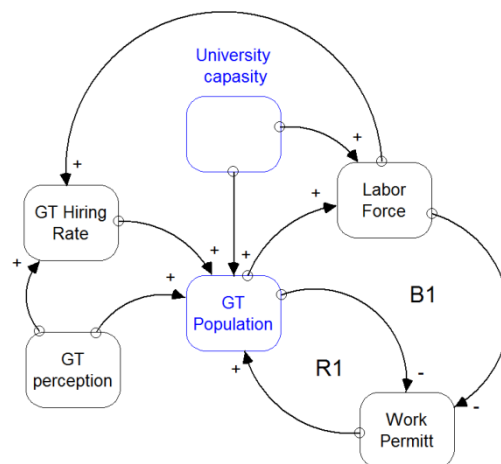 University
capasity
+
+
+
GT Hiring
Rate
Labor
Force
+
+
+
+
GT
Population
B1
GT
perception
+
R1
-
-
Work
Permitt